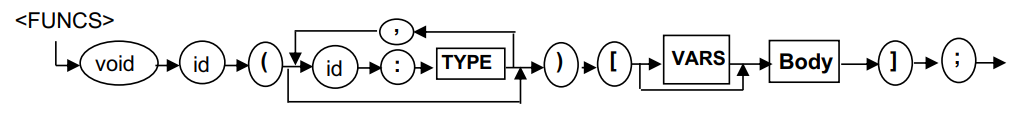 <FUNCS>
,
void id ( id : TYPE ) [ VARS Body ] ;